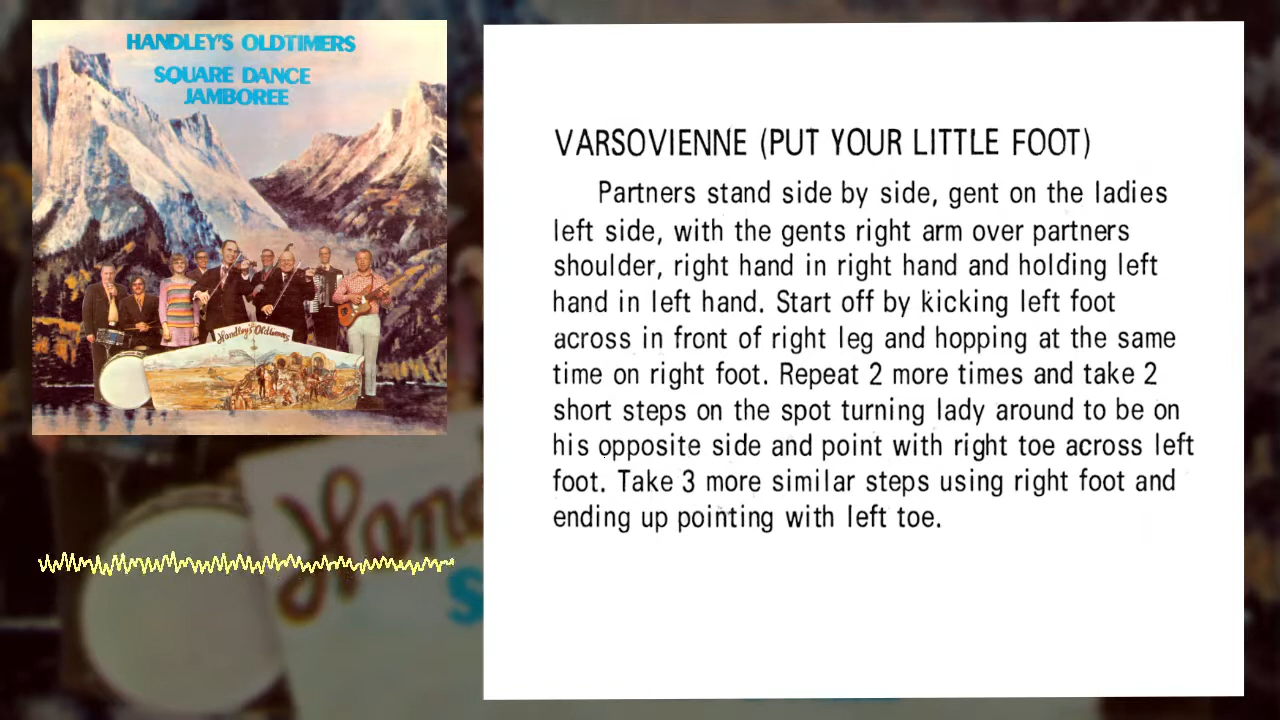 HANDLEY'S OLDTIMERS
SQUARE DANCE
JAMBOREE
Handley's Oldtimers
VARSOVIENNE (PUT YOUR LITTLE FOOT)
Partners stand side by side, gent on the ladies
left side, with the gents right arm over partners
shoulder, right hand in right hand and holding left
hand in left hand. Start off by kicking left foot
across in front of right leg and hopping at the same
time on right foot. Repeat 2 more times and take 2
short steps on the spot turning lady around to be on
his opposite side and point with right toe across left
foot. Take 3 more similar steps using right foot and
ending up pointing with left toe.
Hand
S